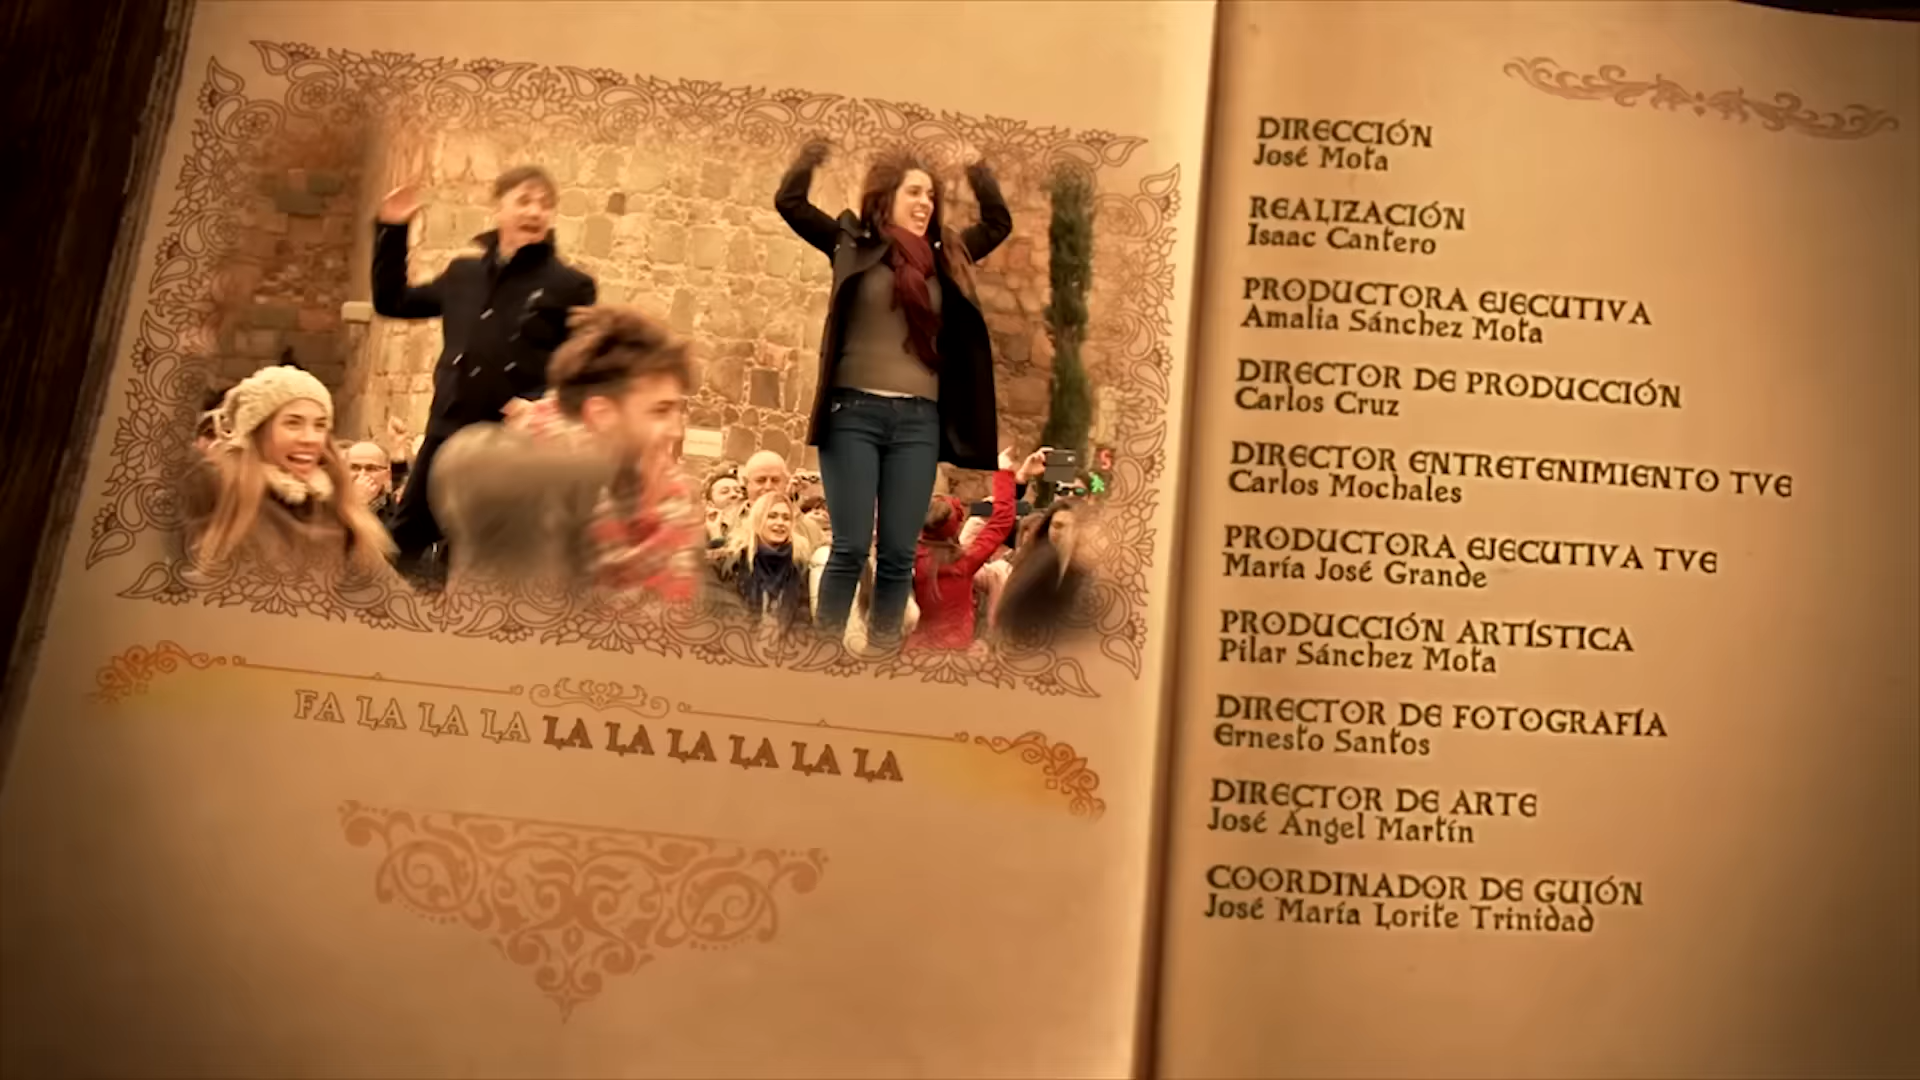 FA LA LA LA LA LA LA LA LA LA
DIRECCIÓN
José Mota
REALIZACIÓN
Isaac Cantero
PRODUCTORA EJECUTIVA
Amalia Sánchez Mota
DIRECTOR DE PRODUCCIÓN
Carlos Cruz
DIRECTOR ENTRETENIMIENTO TVE
Carlos Mochales
PRODUCTORA EJECUTIVA TVE
María José Grande
PRODUCCIÓN ARTÍSTICA
Pilar Sánchez Mota
DIRECTOR DE FOTOGRAFÍA
Ernesto Santos
DIRECTOR DE ARTE
José Ángel Martín
COORDINADOR DE GUIÓN
José María Lorite Trinidad